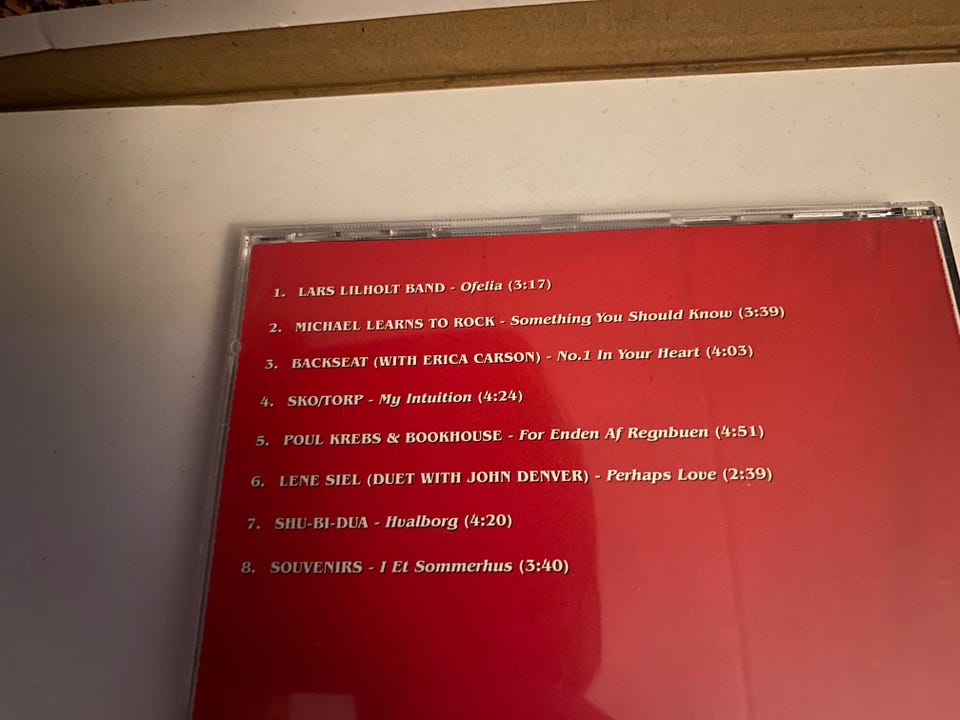 1. LARS LILHOLT BAND - Ofelia (3:17)
2. MICHAEL LEARNS TO ROCK - Something You Should Know (3:39)
3. BACKSEAT (WITH ERICA CARSON) - No.1 In Your Heart (4:03)
4. SKO/TORP - My Intuition (4:24)
5. POUL KREBS & BOOKHOUSE - For Enden Af Regnbuen (4:51)
6. LENE SIEL (DUET WITH JOHN DENVER) - Perhaps Love (2:39)
7. SHU-BI-DUA - Hvalborg (4:20)
8. SOUVENIRS - I Et Sommerhus (3:40)